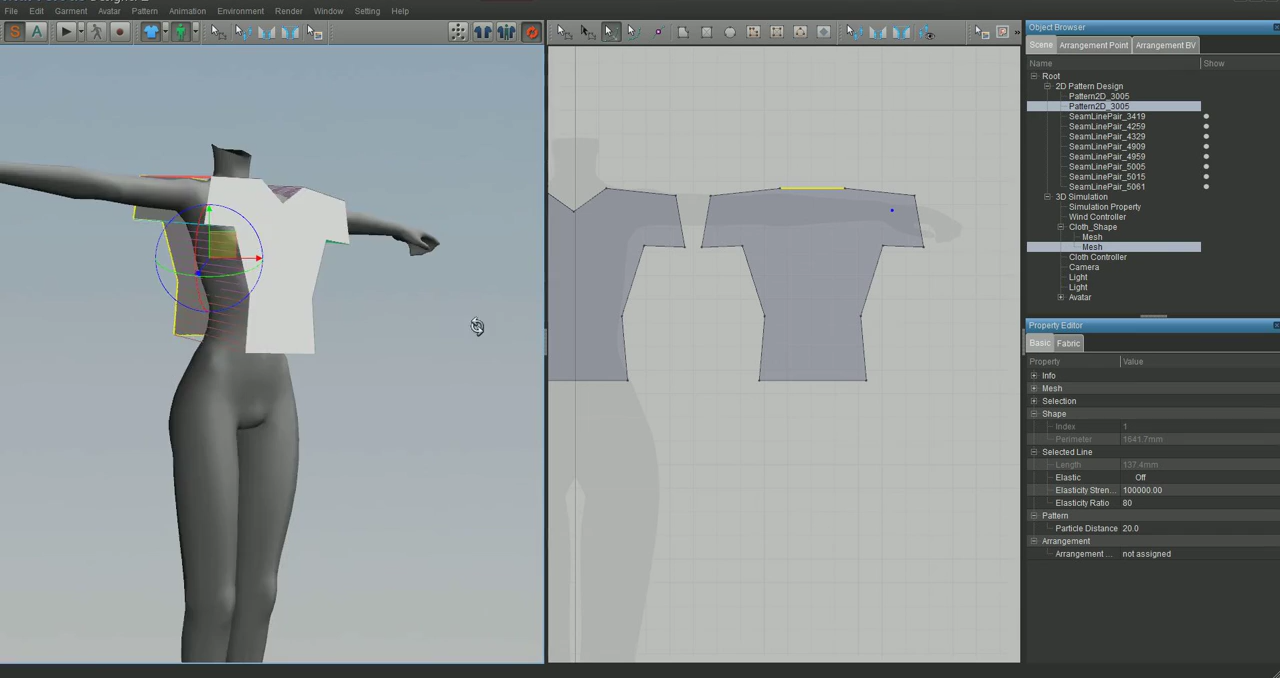 File Edit Garment Avatar Pattern Animation Environment Render Window Setting Help
S A
Object Browser
Scene Arrangement Point Arrangement BV
Name Show
Root
2D Pattern Design
Pattern2D_3005
Pattern2D_3005
SeamLinePair_3419
SeamLinePair_4259
SeamLinePair_4329
SeamLinePair_4909
SeamLinePair_4959
SeamLinePair_5005
SeamLinePair_5015
SeamLinePair_5061
3D Simulation
Simulation Property
Wind Controller
Cloth_Shape
Mesh
Mesh
Cloth Controller
Camera
Light
Light
Avatar
Property Editor
Basic Fabric
Property Value
Info
Mesh
Selection
Shape
Index 1
Perimeter 1641.7mm
Selected Line
Length 137.4mm
Elastic Off
Elasticity Stren... 100000.00
Elasticity Ratio 80
Pattern
Particle Distance 20.0
Arrangement
Arrangement ... not assigned